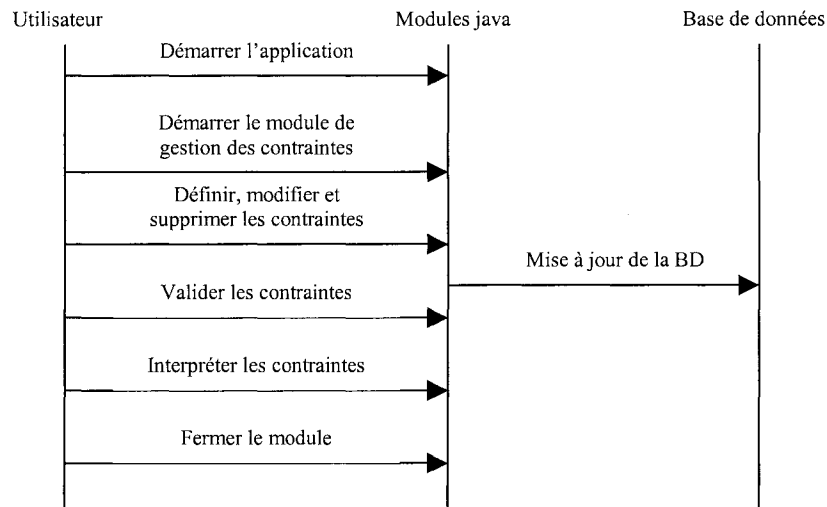 Utilisateur
Modules java
Base de données
Démarrer l'application
Démarrer le module de
gestion des contraintes
Définir, modifier et
supprimer les contraintes
Mise à jour de la BD
Valider les contraintes
Interpréter les contraintes
Fermer le module